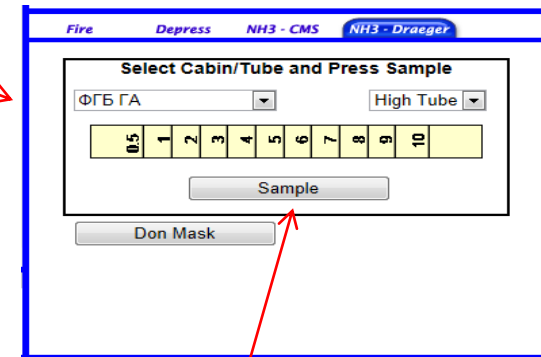 Fire Depress NH3 - CMS NH3 - Draeger
Select Cabin/Tube and Press Sample
ФГБ ГА High Tube
0.5 1 2 3 4 5 6 7 8 9 10
Sample
Don Mask